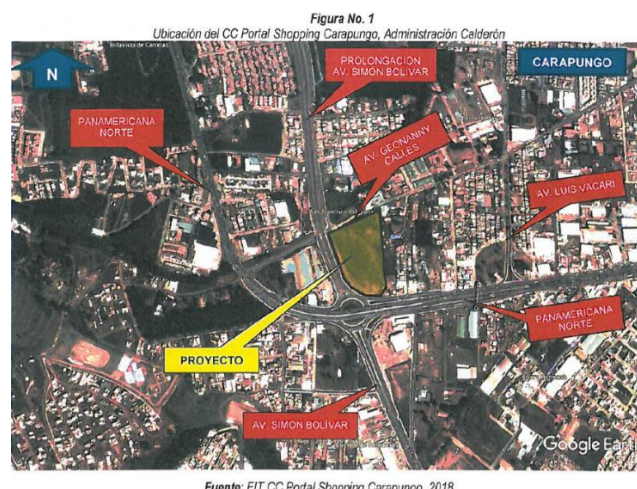 Figura No. 1
Ubicación del CC Portal Shopping Carapungo, Administración Calderón
N
PROLONGACIÓN
AV. SIMÓN BOLÍVAR
CARAPUNGO
PANAMERICANA
NORTE
AV. GEONANNY
CALLES
AV. LUIS VACARI
PANAMERICANA
NORTE
PROYECTO
AV. SIMÓN BOLÍVAR
Google Eart
Fuente: EIT CC Portal Shopping Carapungo, 2018